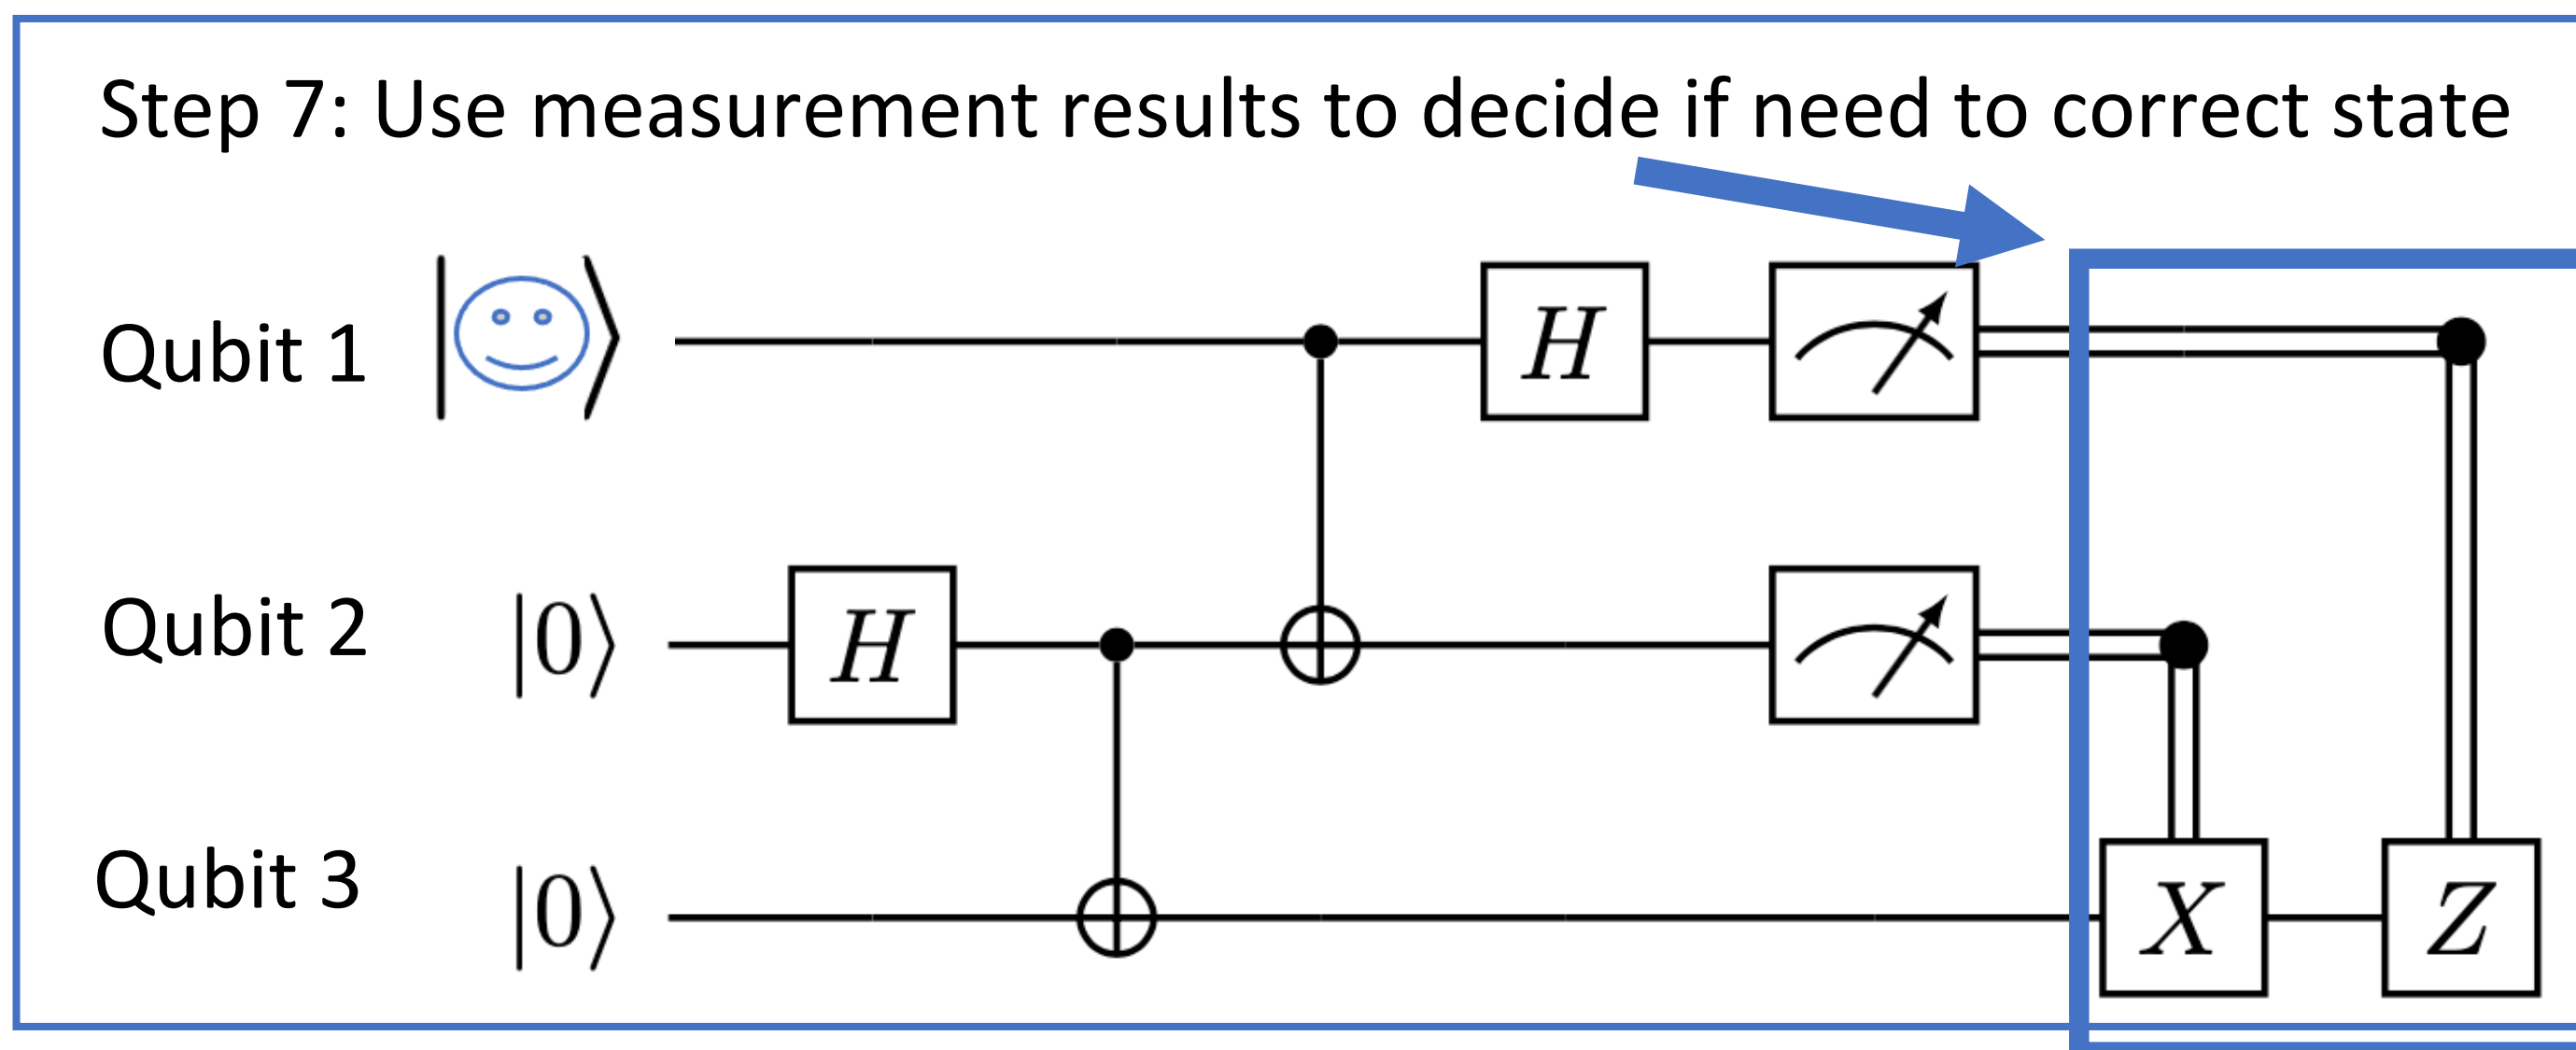 Step 7: Use measurement results to decide if need to correct state
Qubit 1
H
Qubit 2 |0⟩ H
Qubit 3 |0⟩ X Z